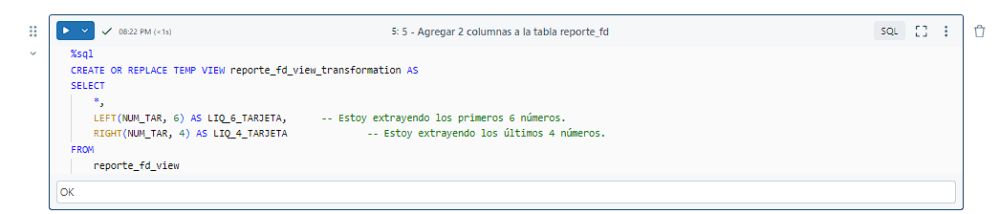 08:22 PM (<1s)
5: 5 - Agregar 2 columnas a la tabla reporte_fd
SQL
%sql
CREATE OR REPLACE TEMP VIEW reporte_fd_view_transformation AS
SELECT
*,
LEFT(NUM_TAR, 6) AS LIQ_6_TARJETA, -- Estoy extrayendo los primeros 6 números.
RIGHT(NUM_TAR, 4) AS LIQ_4_TARJETA -- Estoy extrayendo los últimos 4 números.
FROM
reporte_fd_view
OK